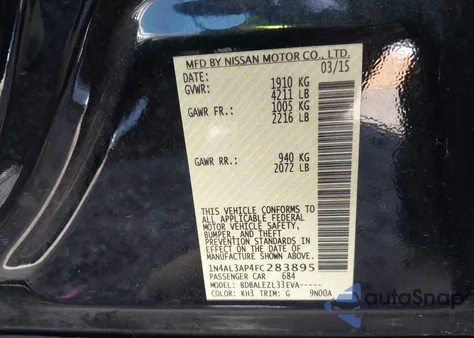 MFD BY NISSAN MOTOR CO., LTD.
DATE: 03/15
GVWR: 1910 KG
4211 LB
GAWR FR.: 1005 KG
2216 LB
GAWR RR.: 940 KG
2072 LB
THIS VEHICLE CONFORMS TO
ALL APPLICABLE FEDERAL
MOTOR VEHICLE SAFETY,
BUMPER, AND THEFT
PREVENTION STANDARDS IN
EFFECT ON THE DATE OF
MANUFACTURE SHOWN ABOVE.
1N4AL3AP4FC283895
PASSENGER CAR 684
MODEL: BDBALEZL33EVA-----
COLOR: KH3 TRIM: G 9N00A
AutoSnap